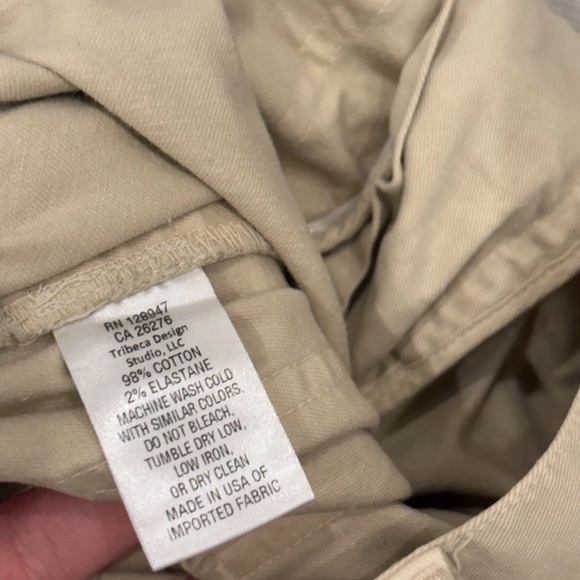 RN 128947
CA 26276
Tribeca Design
Studio, LLC
98% COTTON
2% ELASTANE
MACHINE WASH COLD
WITH SIMILAR COLORS.
DO NOT BLEACH,
TUMBLE DRY LOW,
LOW IRON,
OR DRY CLEAN
MADE IN USA OF
IMPORTED FABRIC